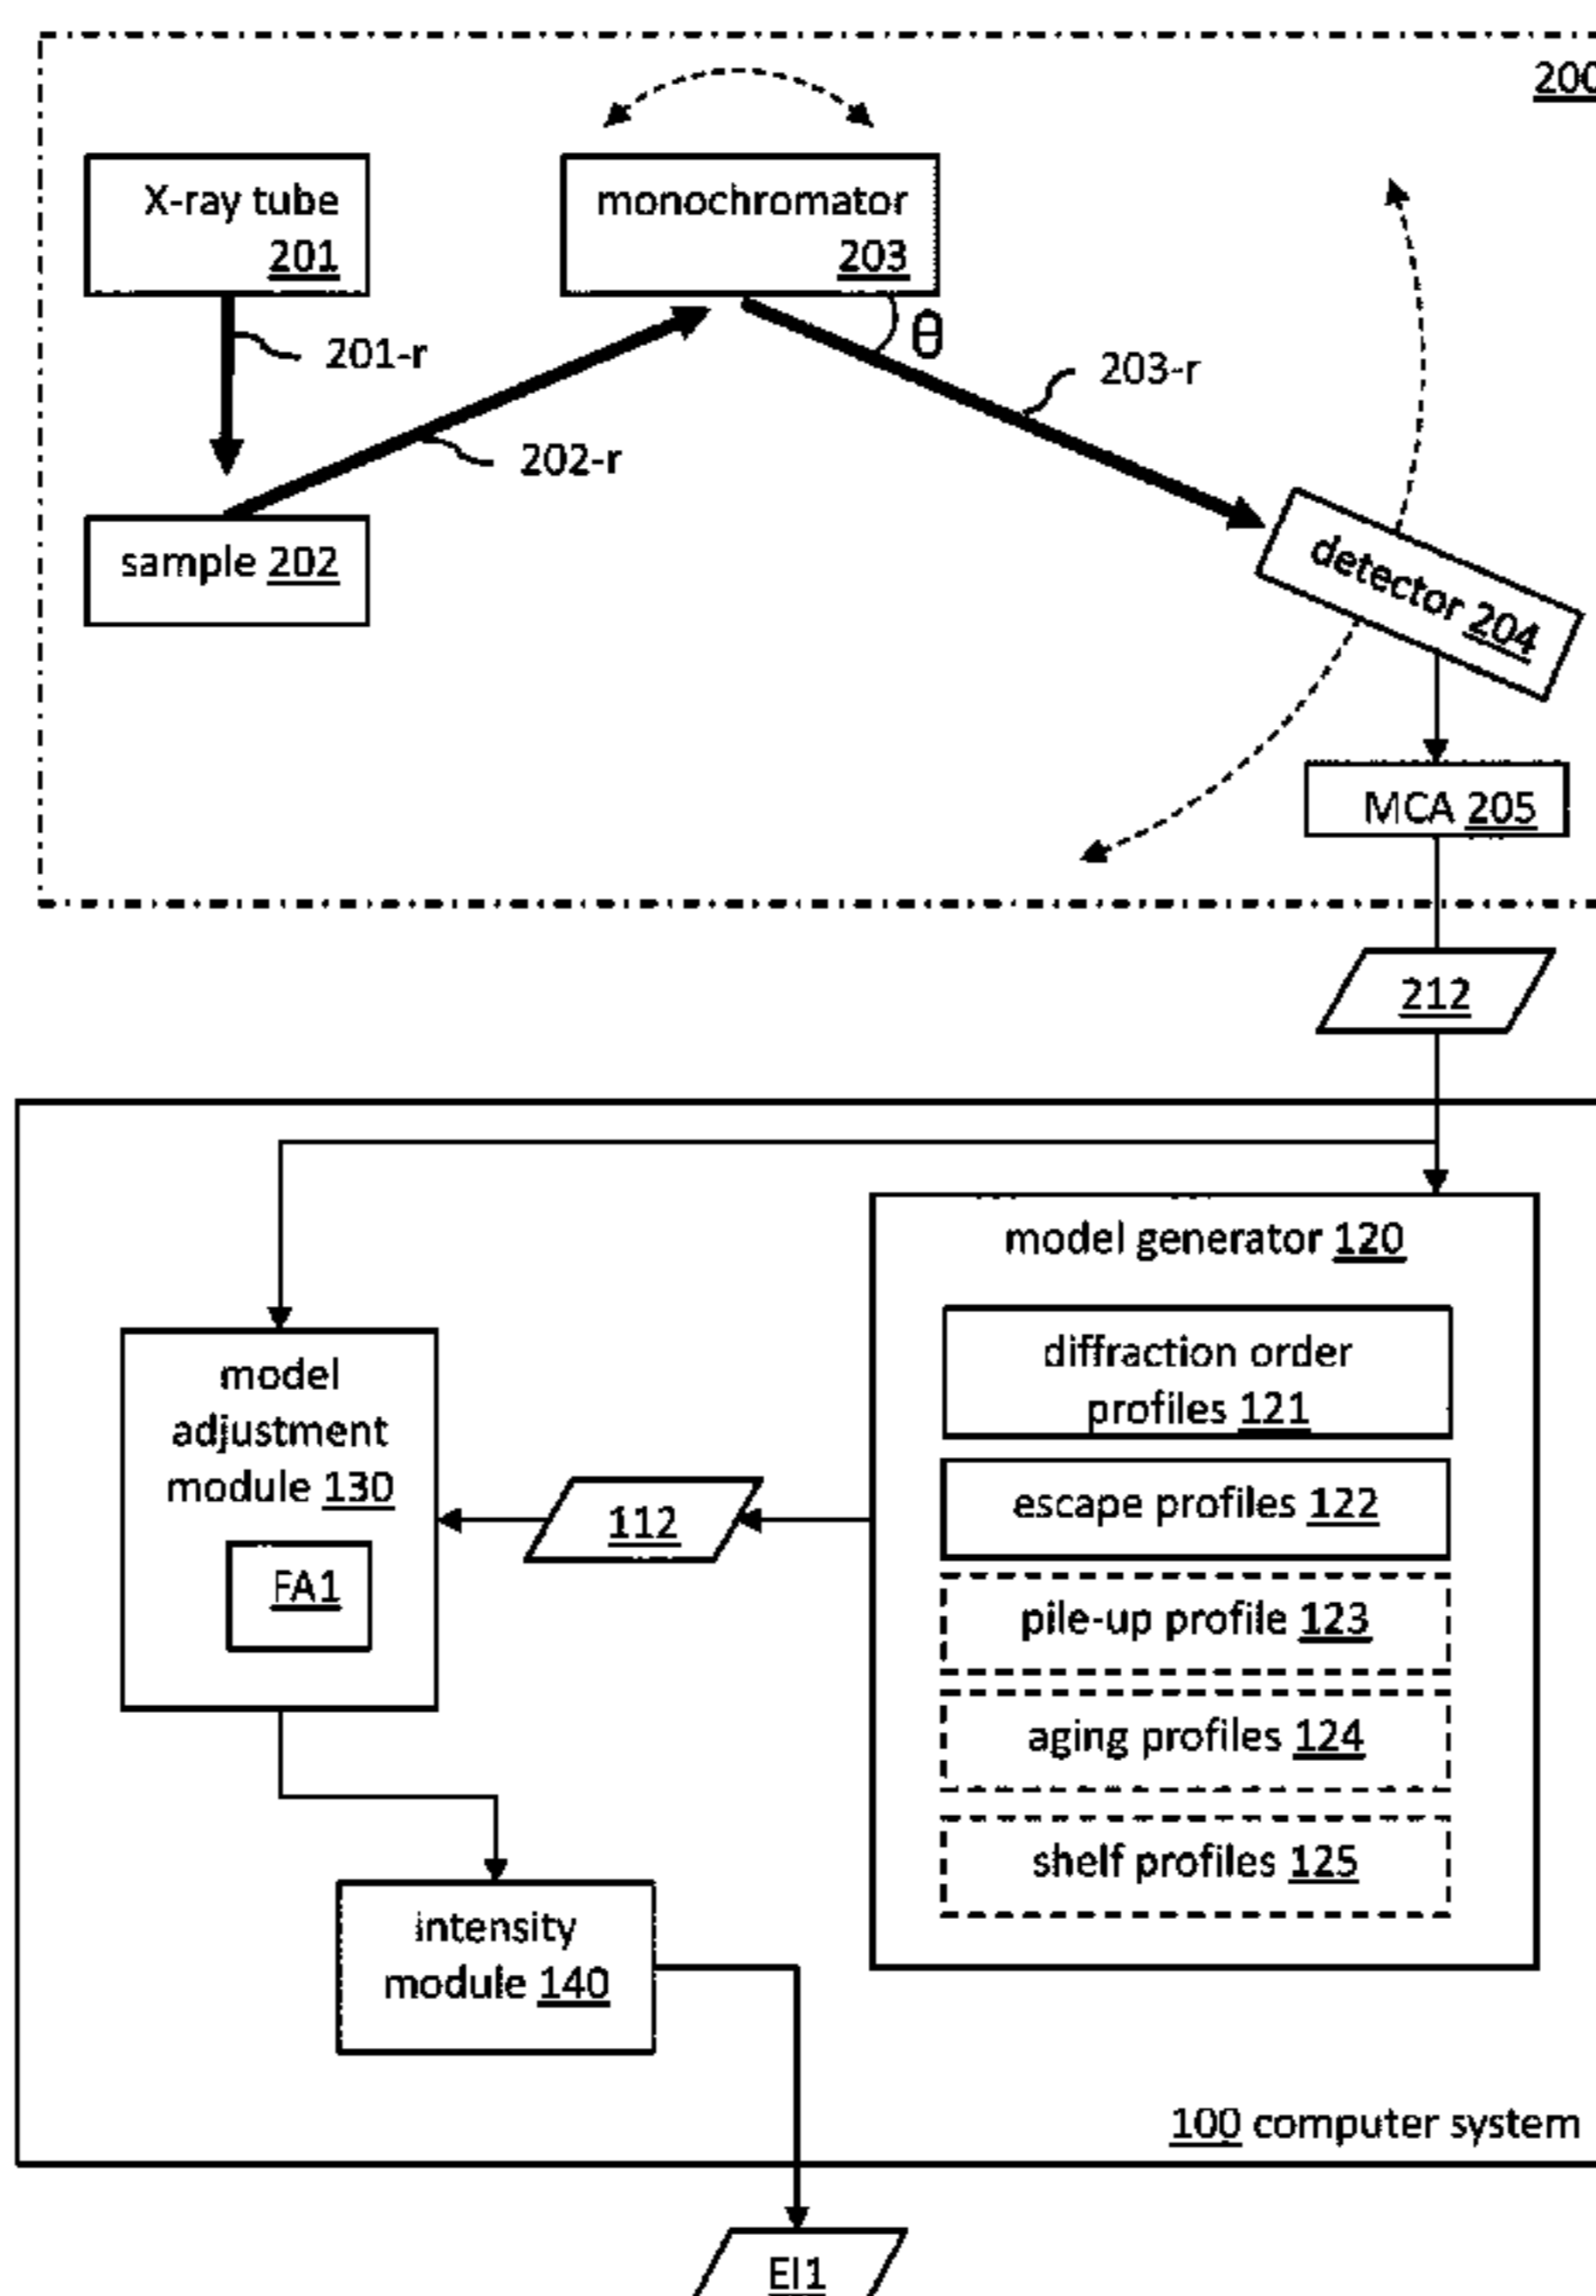 200
X-ray tube
201
monochromator
203
θ
201-r
203-r
202-r
sample 202
detector 204
MCA 205
212
model generator 120
diffraction order
profiles 121
model
adjustment
module 130
escape profiles 122
112
FA1
pile-up profile 123
aging profiles 124
shelf profiles 125
intensity
module 140
100 computer system
EI1